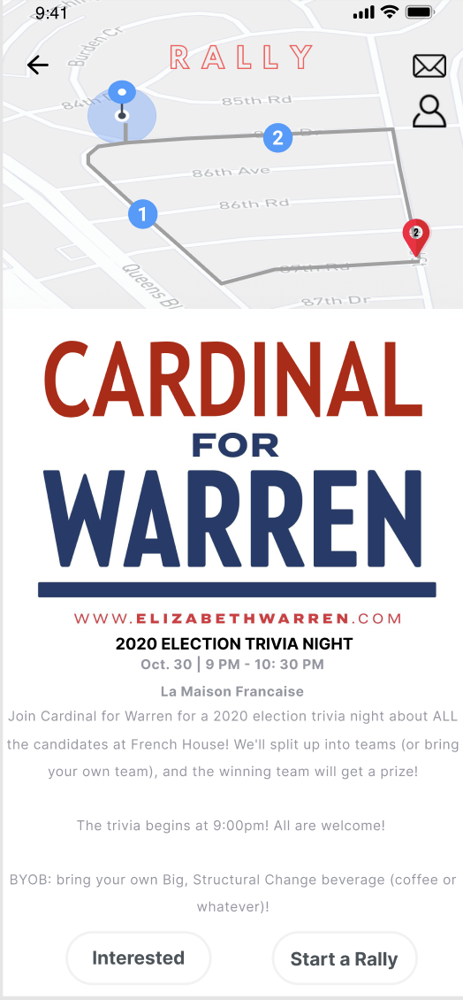 9:41
Burden Cr
RALLY
84th
85th Rd
2
Dr
86th Ave
86th Rd
1
2
Queens Bl
87th Rd
87th Dr
CARDINAL
FOR
WARREN
WWW.ELIZABETHWARREN.COM
2020 ELECTION TRIVIA NIGHT
Oct. 30 | 9 PM - 10: 30 PM
La Maison Francaise
Join Cardinal for Warren for a 2020 election trivia night about ALL
the candidates at French House! We'll split up into teams (or bring
your own team), and the winning team will get a prize!
The trivia begins at 9:00pm! All are welcome!
BYOB: bring your own Big, Structural Change beverage (coffee or
whatever)!
Interested
Start a Rally